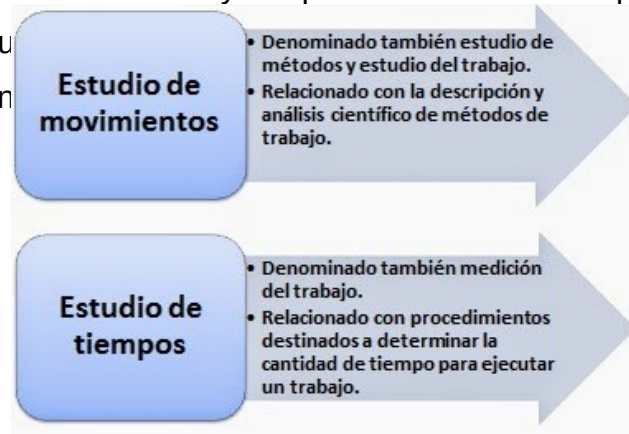 Estudio de
movimientos
• Denominado también estudio de
métodos y estudio del trabajo.
• Relacionado con la descripción y
análisis científico de métodos de
trabajo.
Estudio de
tiempos
• Denominado también medición
del trabajo.
• Relacionado con procedimientos
destinados a determinar la
cantidad de tiempo para ejecutar
un trabajo.